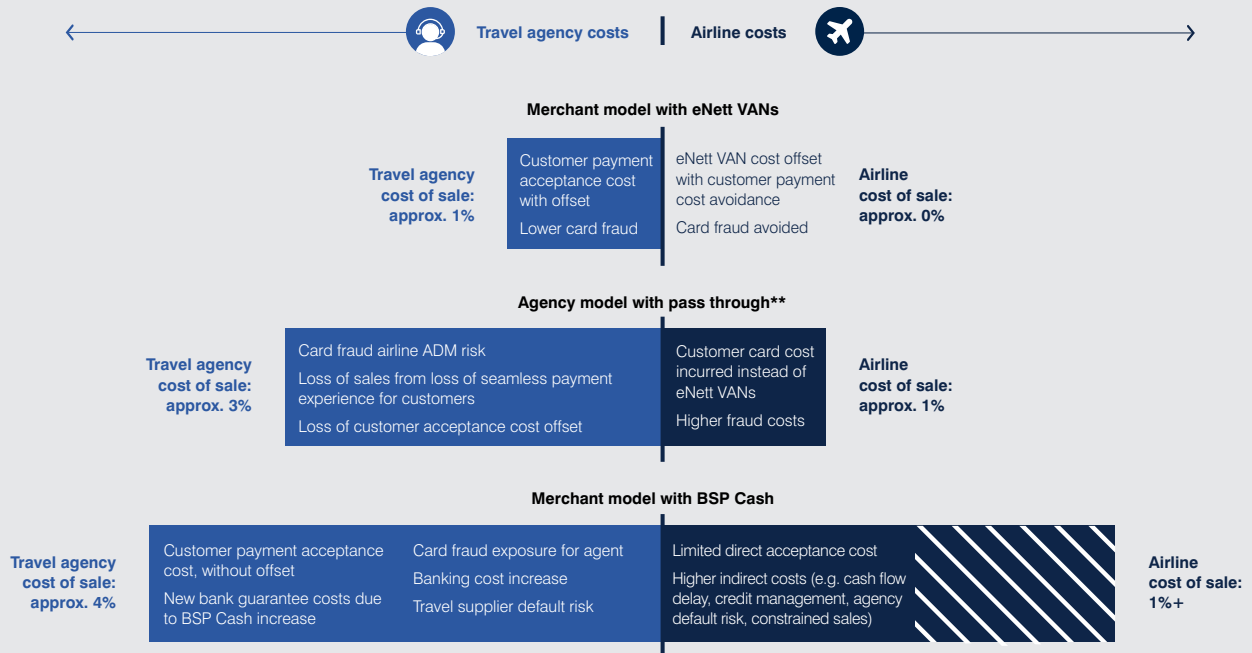 Travel agency costs
Airline costs
Merchant model with eNett VANs
Travel agency
cost of sale:
approx. 1%
Customer payment
acceptance cost
with offset
Lower card fraud
eNett VAN cost offset
with customer payment
cost avoidance
Card fraud avoided
Airline
cost of sale:
approx. 0%
Agency model with pass through**
Travel agency
cost of sale:
approx. 3%
Card fraud airline ADM risk
Loss of sales from loss of seamless payment
experience for customers
Loss of customer acceptance cost offset
Customer card cost
incurred instead of
eNett VANs
Higher fraud costs
Airline
cost of sale:
approx. 1%
Merchant model with BSP Cash
Travel agency
cost of sale:
approx. 4%
Customer payment acceptance
cost, without offset
New bank guarantee costs due
to BSP Cash increase
Card fraud exposure for agent
Banking cost increase
Travel supplier default risk
Limited direct acceptance cost
Higher indirect costs (e.g. cash flow
delay, credit management, agency
default risk, constrained sales)
Airline
cost of sale:
1%+